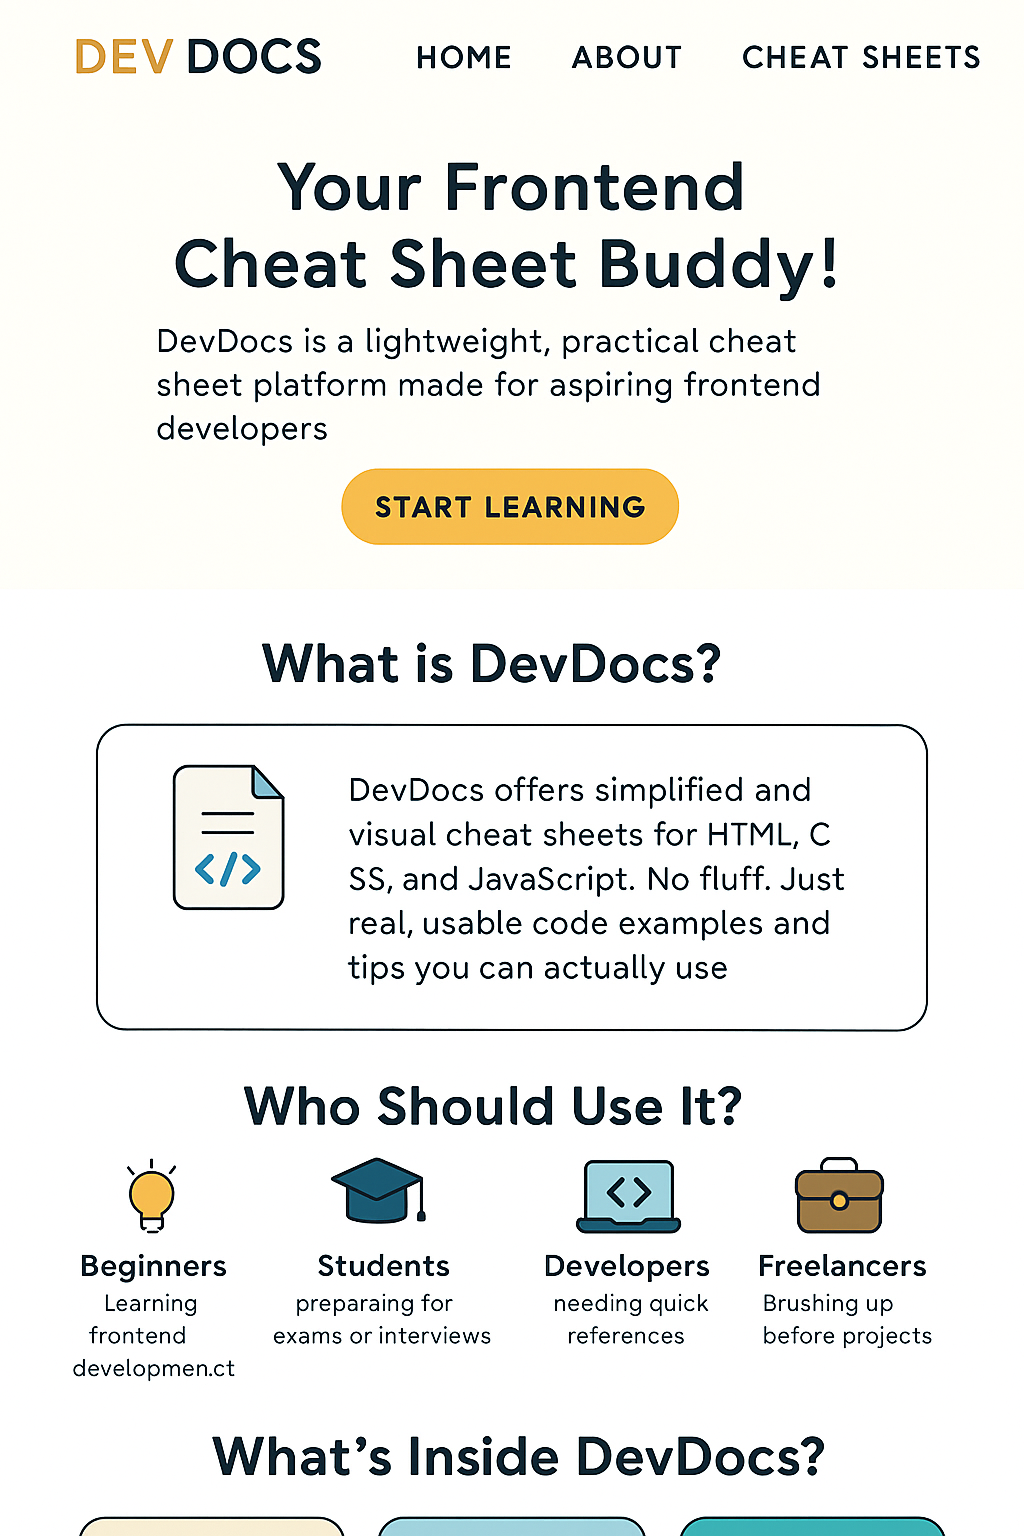 DEV DOCS HOME ABOUT CHEAT SHEETS
Your Frontend
Cheat Sheet Buddy!
DevDocs is a lightweight, practical cheat
sheet platform made for aspiring frontend
developers
START LEARNING
What is DevDocs?
</>
DevDocs offers simplified and
visual cheat sheets for HTML, C
SS, and JavaScript. No fluff. Just
real, usable code examples and
tips you can actually use
Who Should Use It?
<>
Beginners
Learning
frontend
developmen.ct
Students
preparaing for
exams or interviews
Developers
needing quick
references
Freelancers
Brushing up
before projects
What's Inside DevDocs?